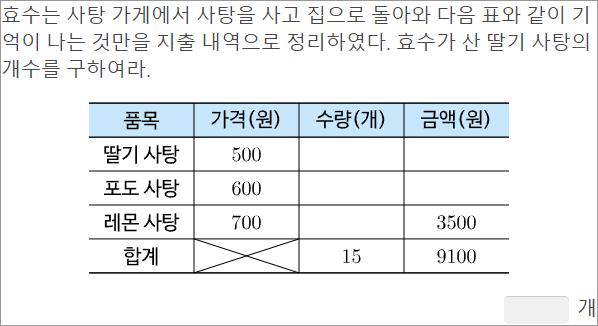 효수는 사탕 가게에서 사탕을 사고 집으로 돌아와 다음 표와 같이 기
억이 나는 것만을 지출 내역으로 정리하였다. 효수가 산 딸기 사탕의
개수를 구하여라.
품목 가격(원) 수량(개) 금액(원)
딸기 사탕 500
포도 사탕 600
레몬 사탕 700 3500
합계 15 9100
개